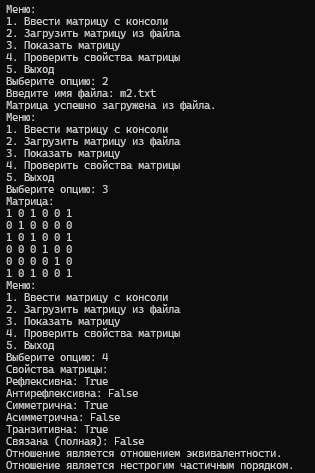 Меню:
1. Ввести матрицу с консоли
2. Загрузить матрицу из файла
3. Показать матрицу
4. Проверить свойства матрицы
5. Выход
Выберите опцию: 2
Введите имя файла: m2.txt
Матрица успешно загружена из файла.
Меню:
1. Ввести матрицу с консоли
2. Загрузить матрицу из файла
3. Показать матрицу
4. Проверить свойства матрицы
5. Выход
Выберите опцию: 3
Матрица:
1 0 1 0 0 1
0 1 0 0 0 0
1 0 1 0 0 1
0 0 0 1 0 0
0 0 0 0 1 0
1 0 1 0 0 1
Меню:
1. Ввести матрицу с консоли
2. Загрузить матрицу из файла
3. Показать матрицу
4. Проверить свойства матрицы
5. Выход
Выберите опцию: 4
Свойства матрицы:
Рефлексивна: True
Антирефлексивна: False
Симметрична: True
Асимметрична: False
Транзитивна: True
Связана (полная): False
Отношение является отношением эквивалентности.
Отношение является нестрогим частичным порядком.